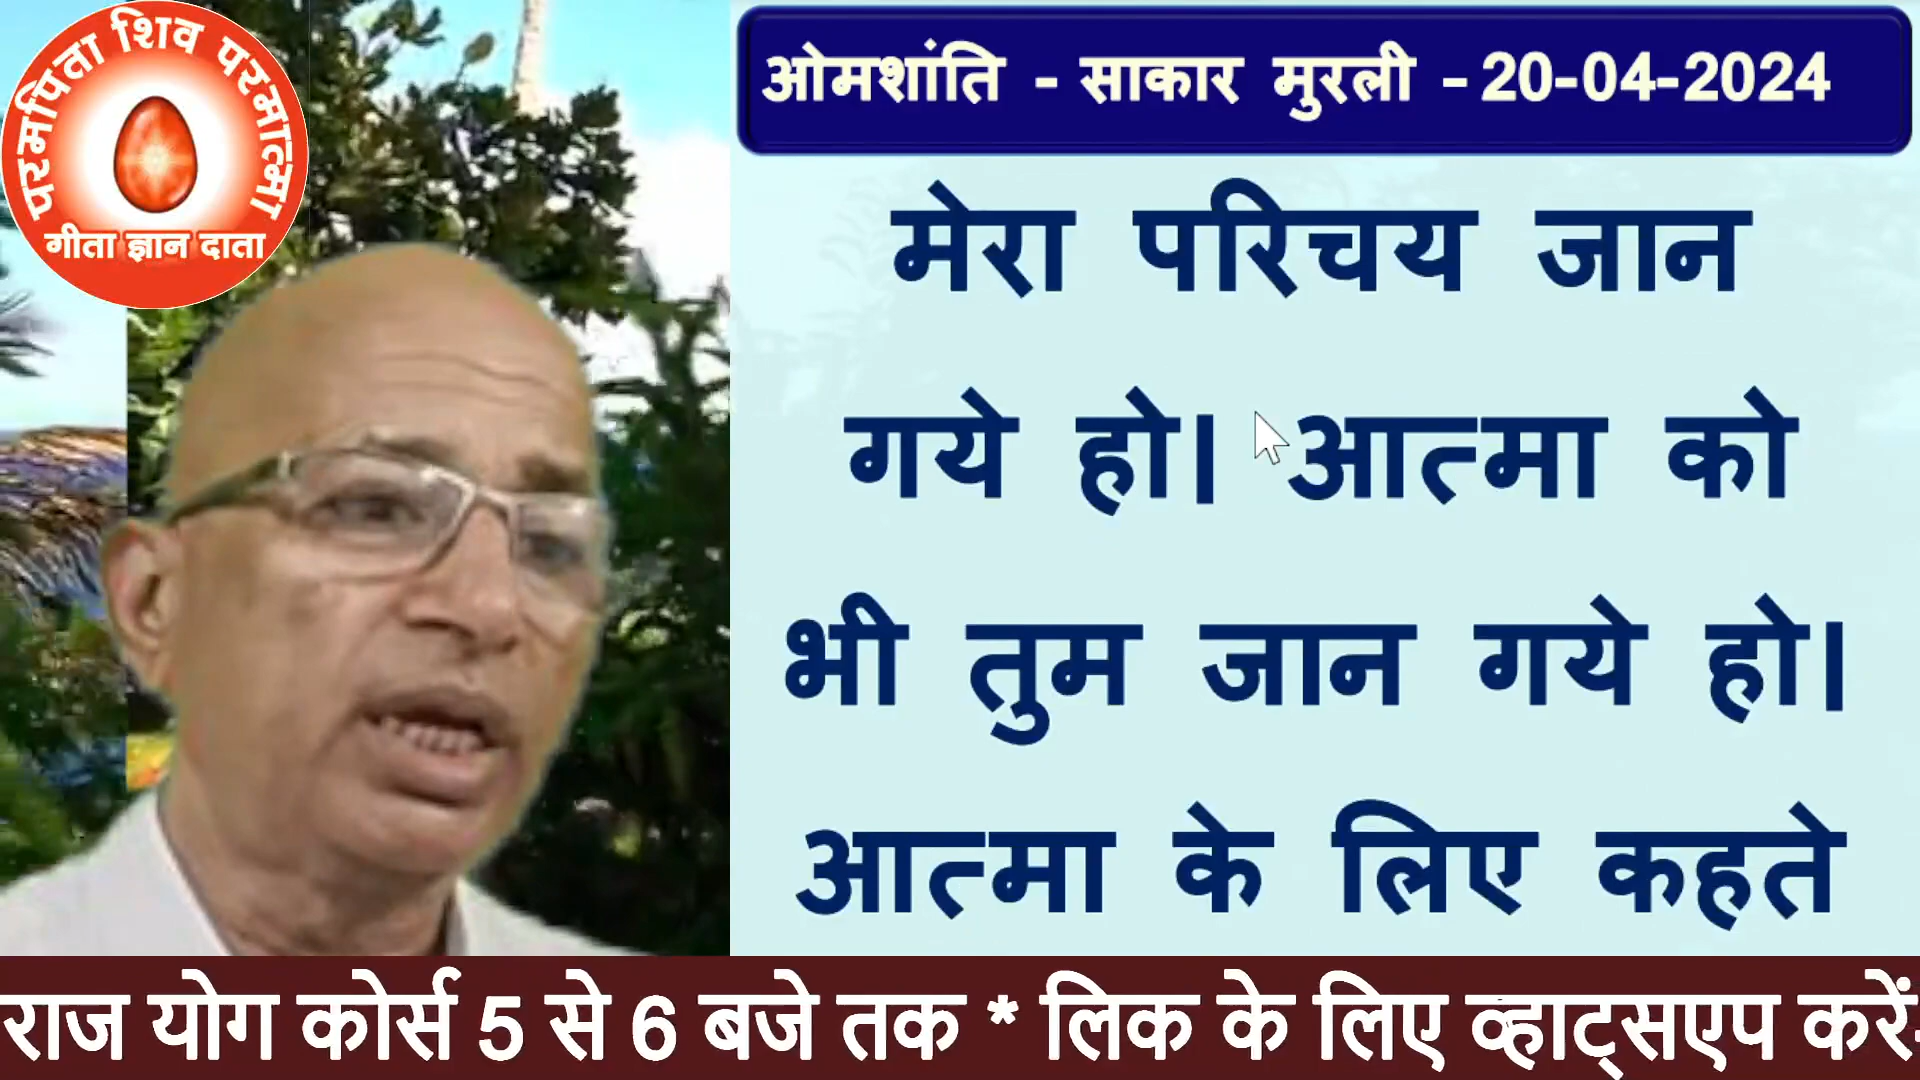 परमपिता शिव परमात्मा
गीता ज्ञान दाता
ओमशांति - साकार मुरली - 20-04-2024
मेरा परिचय जान
गये हो। आत्मा को
भी तुम जान गये हो।
आत्मा के लिए कहते
राज योग कोर्स 5 से 6 बजे तक * लिक के लिए व्हाट्सएप करें-